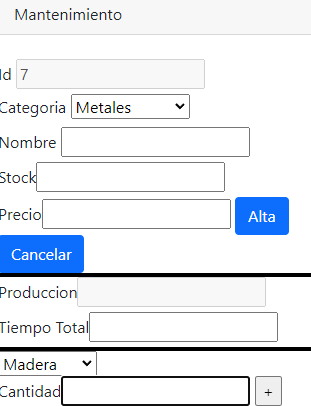 Mantenimiento
Id 7
Categoria Metales
Nombre
Stock
Precio Alta
Cancelar
Produccion
Tiempo Total
Madera
Cantidad +